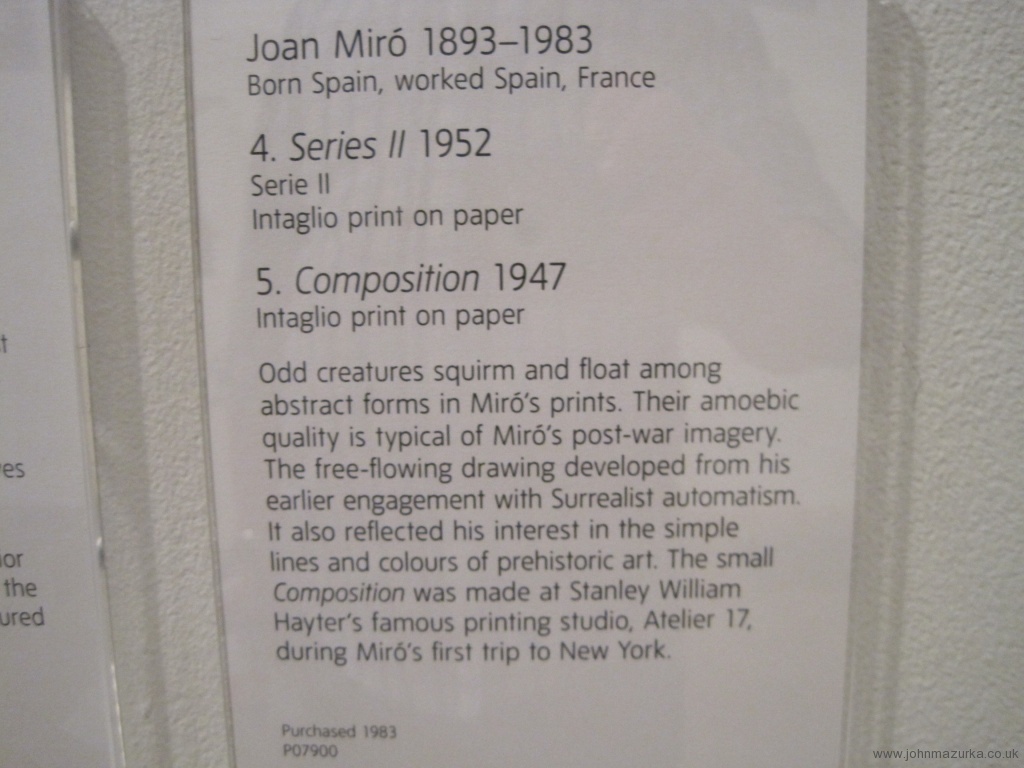 Joan Miró 1893–1983
Born Spain, worked Spain, France
4. Series II 1952
Serie II
Intaglio print on paper
5. Composition 1947
Intaglio print on paper
Odd creatures squirm and float among
abstract forms in Miró's prints. Their amoebic
quality is typical of Miró's post-war imagery.
The free-flowing drawing developed from his
earlier engagement with Surrealist automatism.
It also reflected his interest in the simple
lines and colours of prehistoric art. The small
Composition was made at Stanley William
Hayter's famous printing studio, Atelier 17,
during Miró's first trip to New York.
Purchased 1983
P07900
the
www.johnmazurka.co.uk